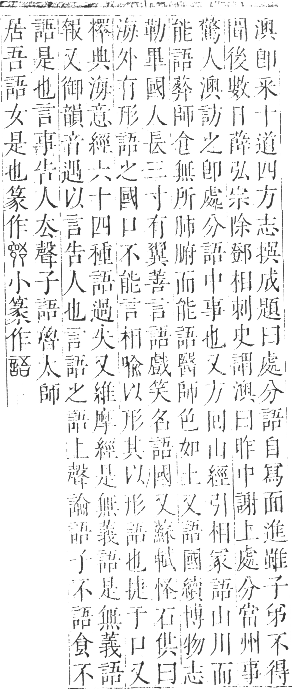 澳即采十道四方志撰成題曰處分語自寫而進雖子弟不得
聞後數日薛弘宗除鄧相刺史謂澳曰昨中謝上處分當州事
驚人澳訪之即處分語中事也又方回山經引相冢語山川而
能語葬師食無所肺腑而能語醫師色如土又語國續博物志
勒畢國人長三寸有翼善言語戲笑名語國又蘇軾怪石供曰
海外有形語之國口不能言相喻以形其以形語也捷于口又
釋典海意經六十四種語過失又維摩經是無義語是無義語
報又御韻音遇以言告人也言語之語上聲論語子不語食不
語是也言事告人去聲子語魯太師
居吾語女是也篆作小篆作語